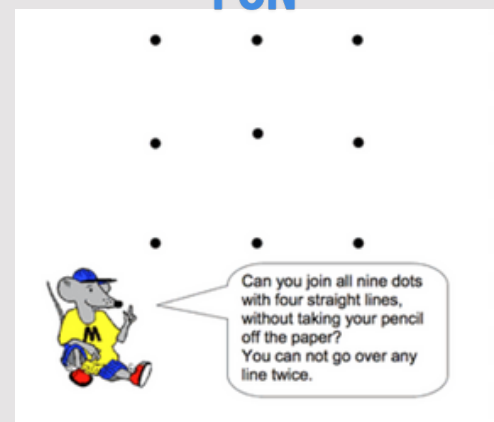 FUN
M
Can you join all nine dots
with four straight lines,
without taking your pencil
off the paper?
You can not go over any
line twice.